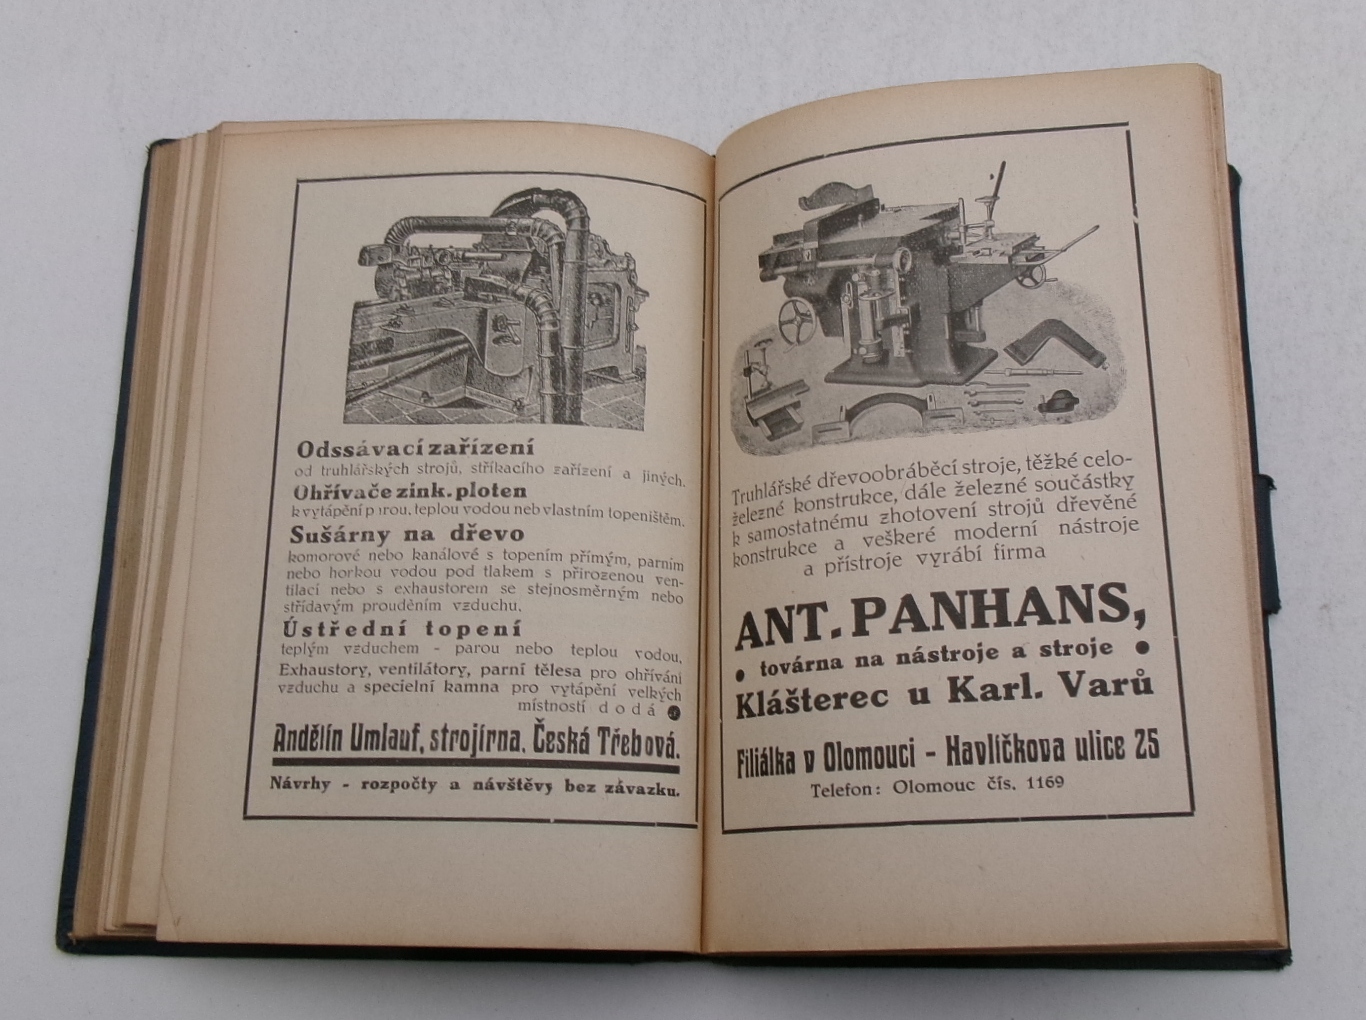 Odssávací zařízení
od truhlářských strojů, stříkacího zařízení a jiných.
Ohřívače zink. ploten
k vytápění parou, teplou vodou neb vlastním topeništěm.
Sušárny na dřevo
komorové nebo kanálové s topením přímým, parním
nebo horkou vodou pod tlakem s přirozenou ven-
tilací nebo s exhaustorem se stejnosměrným nebo
střídavým prouděním vzduchu.
Ústřední topení
teplým vzduchem - parou nebo teplou vodou.
Exhaustory, ventilátory, parní tělesa pro ohřívání
vzduchu a specielní kamna pro vytápění velkých
místností dodá
Andělín Umlauf, strojírna, Česká Třebová.
Návrhy - rozpočty a návštěvy bez závazku.
Truhlářské dřevoobráběcí stroje, těžké celo-
železné konstrukce, dále železné součástky
k samostatnému zhotovení strojů dřevěné
konstrukce a veškeré moderní nástroje
a přístroje vyrábí firma
ANT. PANHANS,
• továrna na nástroje a stroje •
Klášterec u Karl. Varů
Filiálka v Olomouci - Havlíčkova ulice 25
Telefon: Olomouc čís. 1169